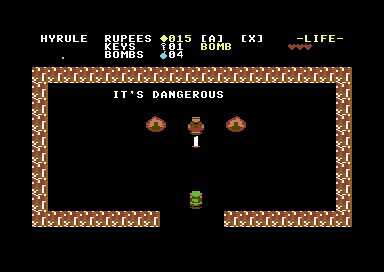 HYRULE RUPEES 015 [A] [X] -LIFE-
KEYS 01 BOMB
BOMBS 04
IT'S DANGEROUS